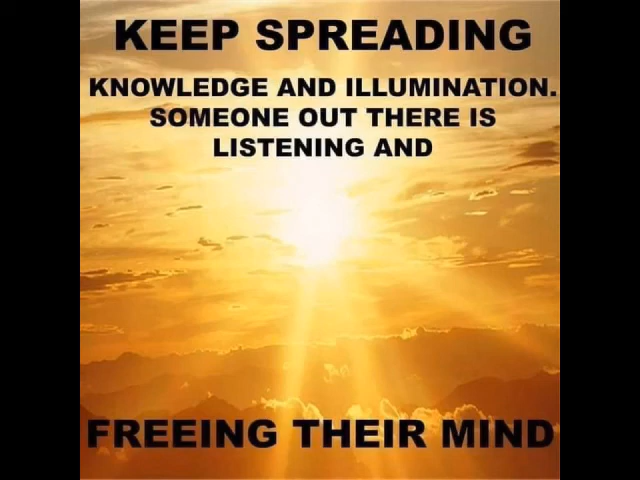 KEEP SPREADING
KNOWLEDGE AND ILLUMINATION.
SOMEONE OUT THERE IS
LISTENING AND
FREEING THEIR MIND